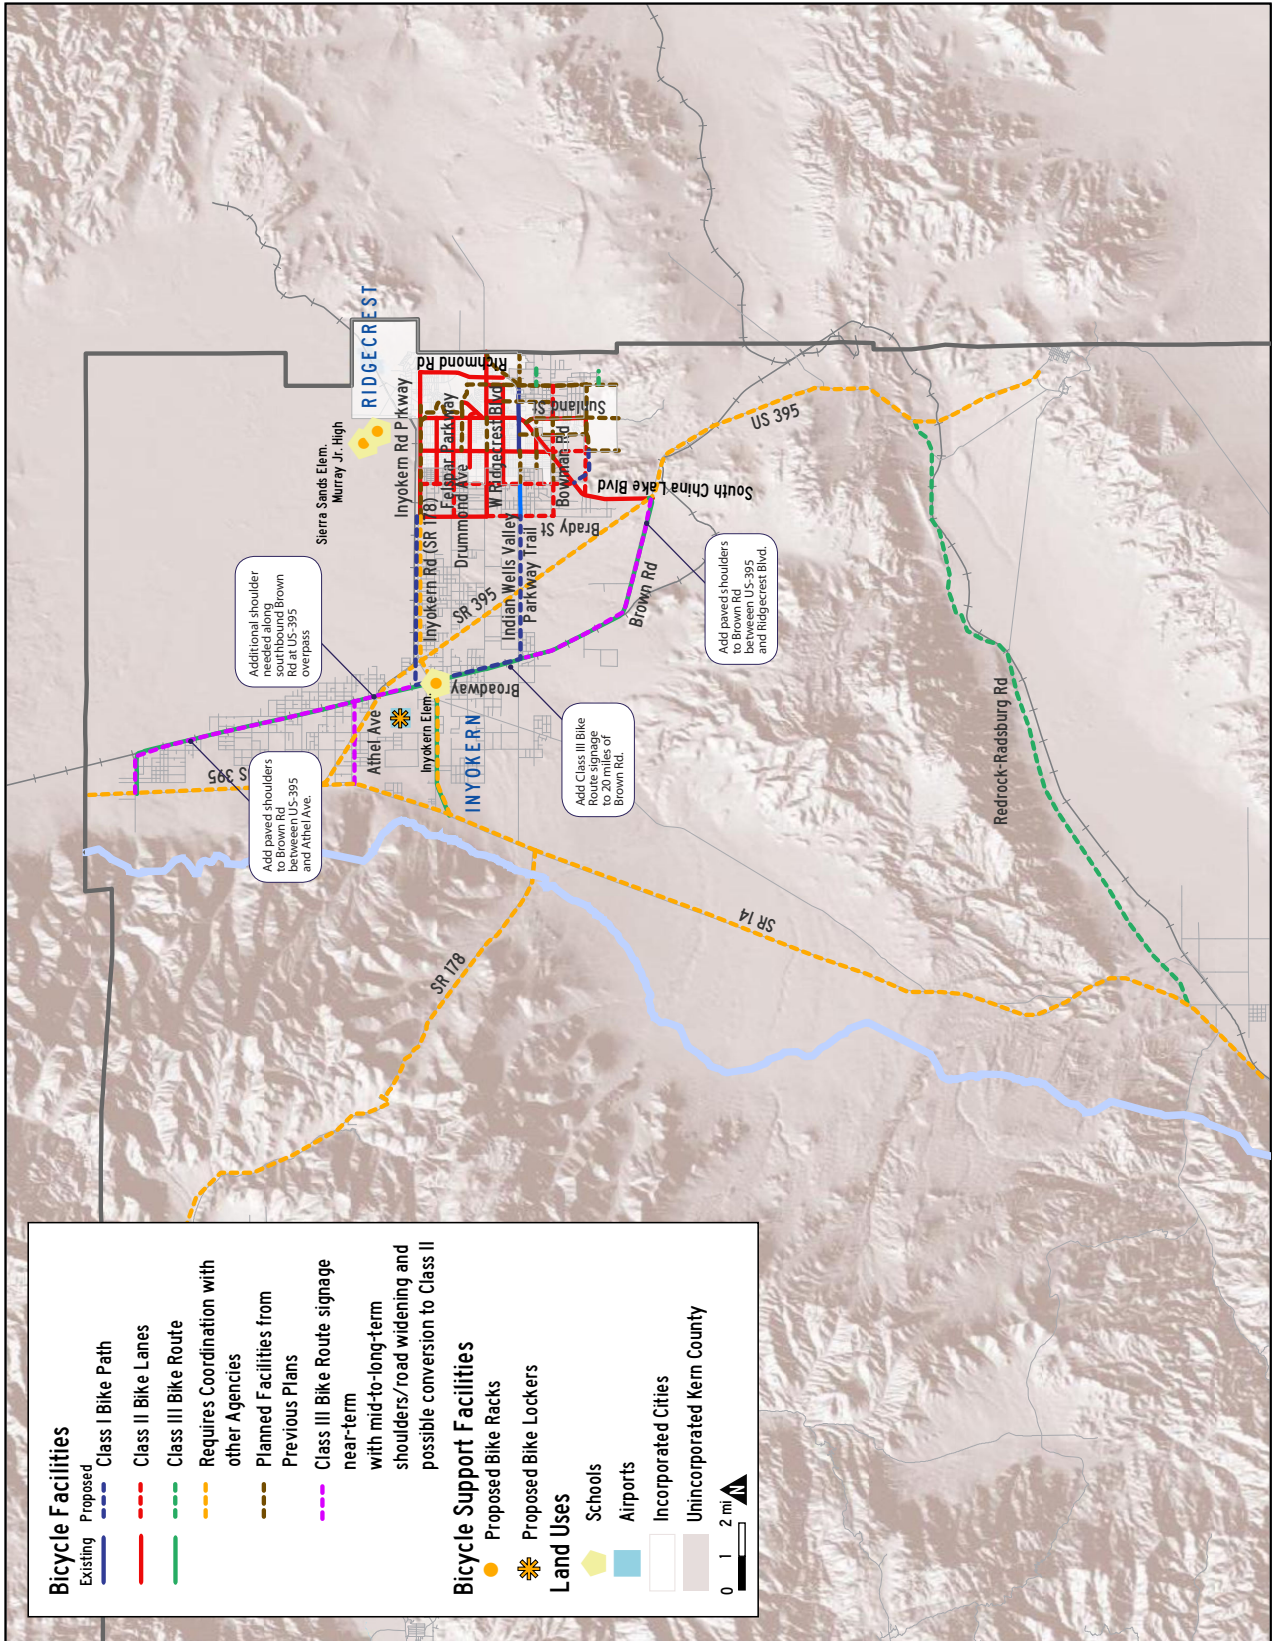 Bicycle Facilities
Existing Proposed
Class I Bike Path
Class II Bike Lanes
Class III Bike Route
Requires Coordination with
other Agencies
Planned Facilities from
Previous Plans
Class III Bike Route signage
near-term
with mid-to-long-term
shoulders/road widening and
possible conversion to Class II
Bicycle Support Facilities
Proposed Bike Racks
Proposed Bike Lockers
Land Uses
Schools
Airports
Incorporated Cities
Unincorporated Kern County
0 1 2 mi
N
SR 178
SR 14
US 395
Add paved shoulders
to Brown Rd
betweeen US-395
and Athel Ave.
Additional shoulder
needed along
southbound Brown
Rd at US-395
overpass
Athel Ave
Inyokern Elem.
INYOKERN
Broadway
Add Class III Bike
Route signage
to 20 miles of
Brown Rd.
Sierra Sands Elem.
Murray Jr. High
RIDGECREST
Inyokern Rd Prkway
Inyokern Rd (SR 178)
Felspar Parkway
Drummond Ave
W Ridgecrest Blvd
Richmond Rd
Indian Wells Valley
Parkway Trail
SR 395
Brady St
Bowman Rd
Sunland St
South China Lake Blvd
Brown Rd
Add paved shoulders
to Brown Rd
betweeen US-395
and Ridgecrest Blvd.
US 395
Redrock-Radsburg Rd